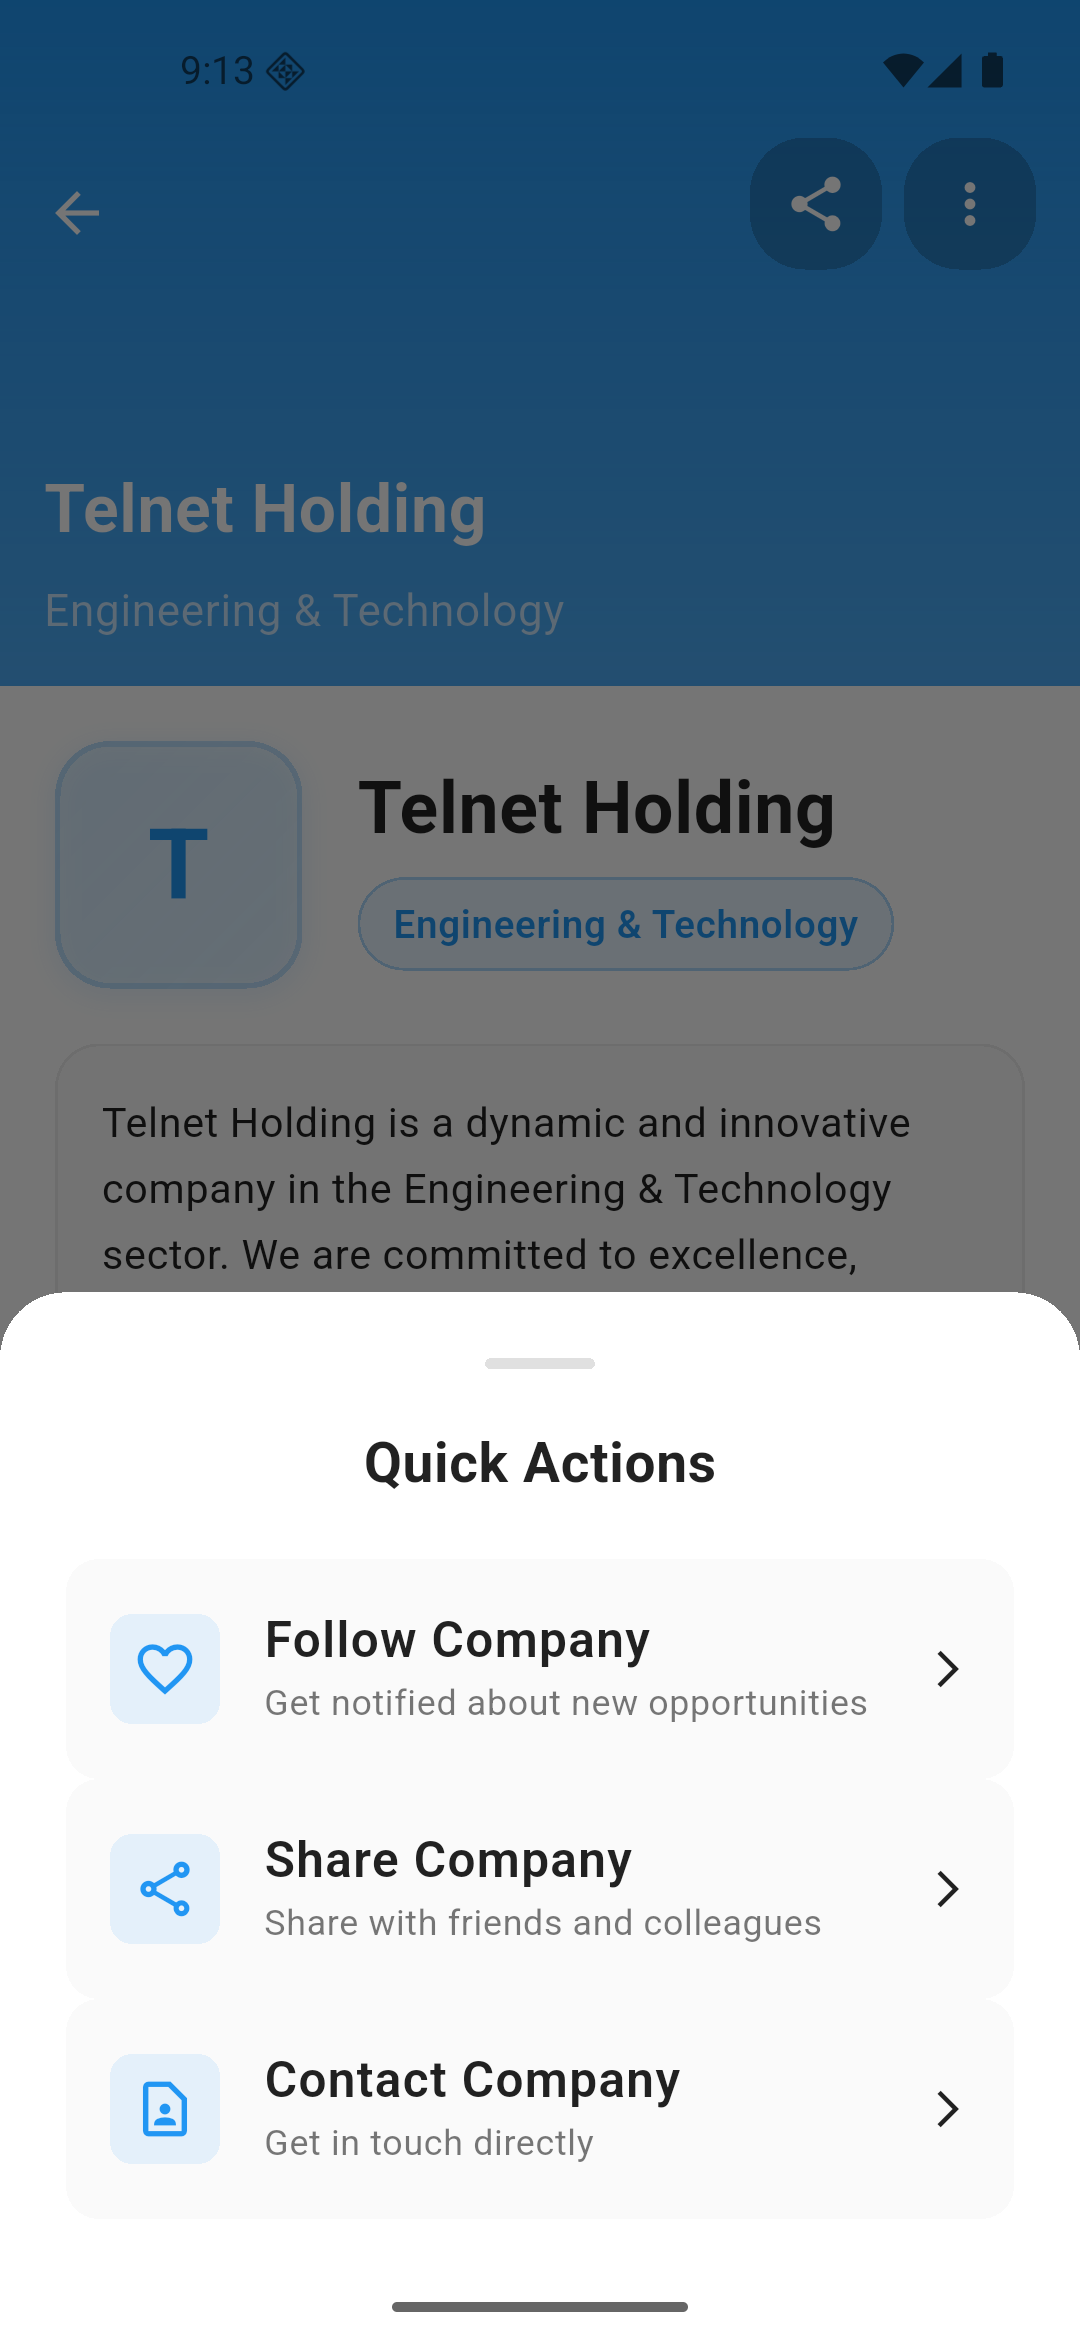 9:13
Telnet Holding
Engineering & Technology
T
Telnet Holding
Engineering & Technology
Telnet Holding is a dynamic and innovative
company in the Engineering & Technology
sector. We are committed to excellence,
Quick Actions
Follow Company
Get notified about new opportunities
Share Company
Share with friends and colleagues
Contact Company
Get in touch directly